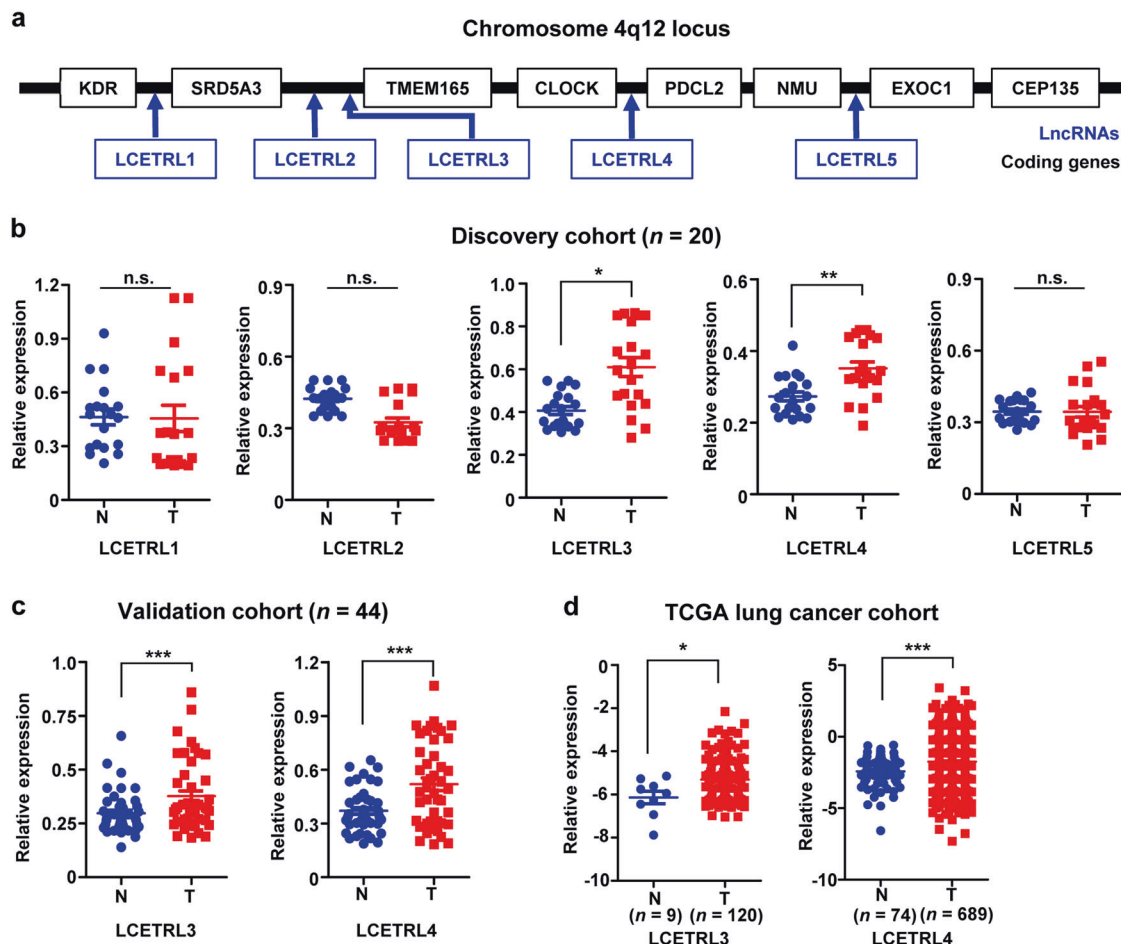 a
Chromosome 4q12 locus
KDR SRD5A3 TMEM165 CLOCK PDCL2 NMU EXOC1 CEP135
LncRNAs
LCETRL1 LCETRL2 LCETRL3 LCETRL4 LCETRL5
Coding genes
b
Discovery cohort (n = 20)
Relative expression
1.2
0.9
0.6
0.3
0
n.s.
N T
LCETRL1
Relative expression
0.9
0.6
0.3
0
n.s.
N T
LCETRL2
Relative expression
1.0
0.8
0.6
0.4
0.2
0
*
N T
LCETRL3
Relative expression
0.6
0.4
0.2
0
**
N T
LCETRL4
Relative expression
0.9
0.6
0.3
0
n.s.
N T
LCETRL5
c
Validation cohort (n = 44)
Relative expression
1.0
0.75
0.5
0.25
0
***
N T
LCETRL3
Relative expression
1.2
0.9
0.6
0.3
0
***
N T
LCETRL4
d
TCGA lung cancer cohort
Relative expression
0
-2
-4
-6
-8
-10
*
N T
(n = 9) (n = 120)
LCETRL3
Relative expression
5
0
-5
-10
***
N T
(n = 74) (n = 689)
LCETRL4